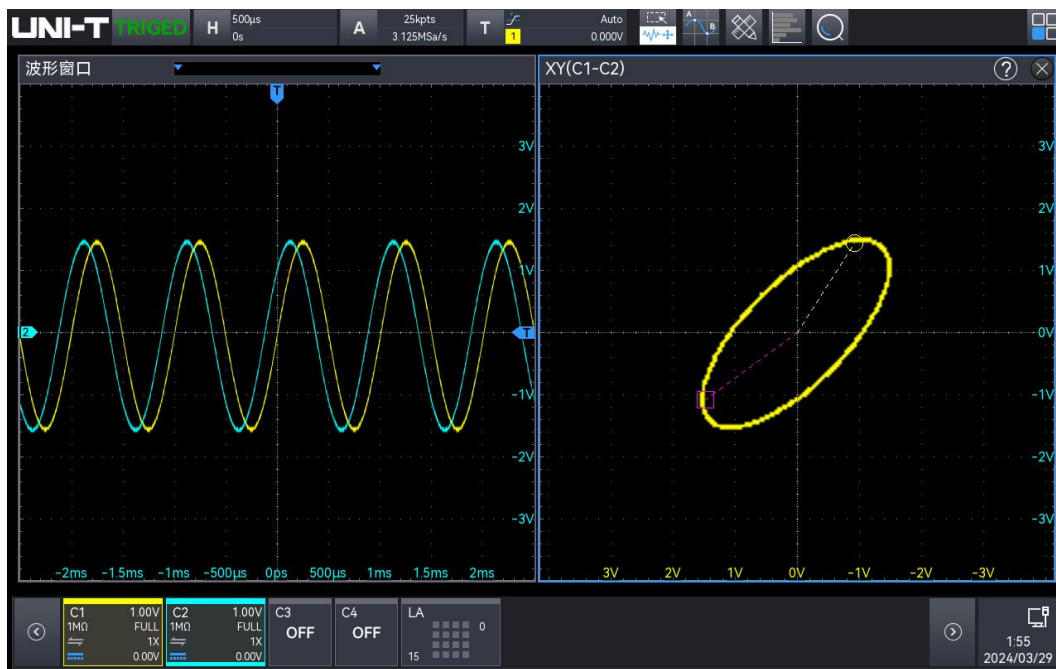 UNI-T TRIGED H 500μs 0s A 25kpts 3.125MSa/s T 1 Auto 0.000V A B
波形窗口
T
3V
2V
1V
2 T
-1V
-2V
-3V
-2ms -1.5ms -1ms -500μs 0ps 500μs 1ms 1.5ms 2ms
XY(C1-C2) ?
3V
2V
1V
0V
-1V
-2V
-3V
3V 2V 1V 0V -1V -2V -3V
C1 1.00V
1MΩ FULL
1X
0.00V
C2 1.00V
1MΩ FULL
1X
0.00V
C3
OFF
C4
OFF
LA
0
15
1:55
2024/03/29